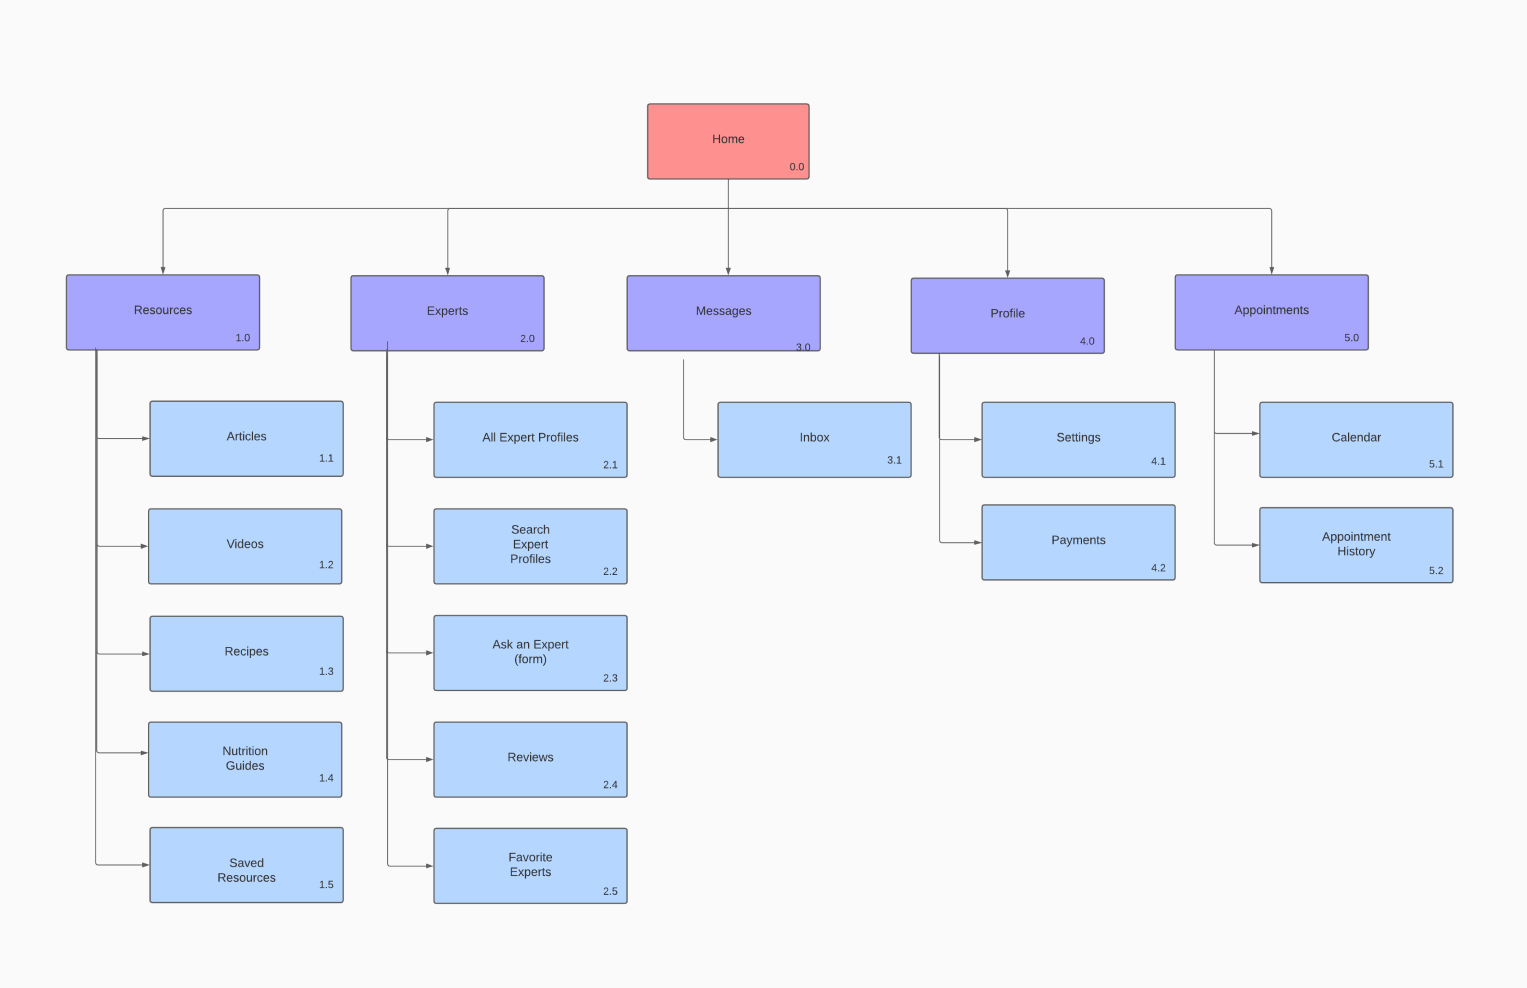 Home
0.0
Resources
1.0
Experts
2.0
Messages
3.0
Profile
4.0
Appointments
5.0
Articles
1.1
Videos
1.2
Recipes
1.3
Nutrition
Guides
1.4
Saved
Resources
1.5
All Expert Profiles
2.1
Search
Expert
Profiles
2.2
Ask an Expert
(form)
2.3
Reviews
2.4
Favorite
Experts
2.5
Inbox
3.1
Settings
4.1
Payments
4.2
Calendar
5.1
Appointment
History
5.2